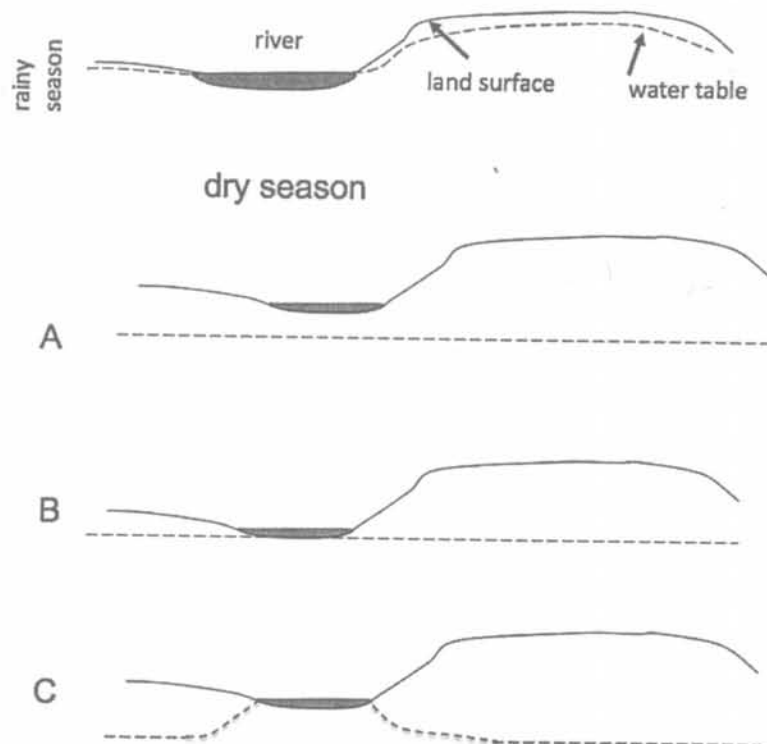 river
rainy
season
land surface
water table
dry season
A
B
C